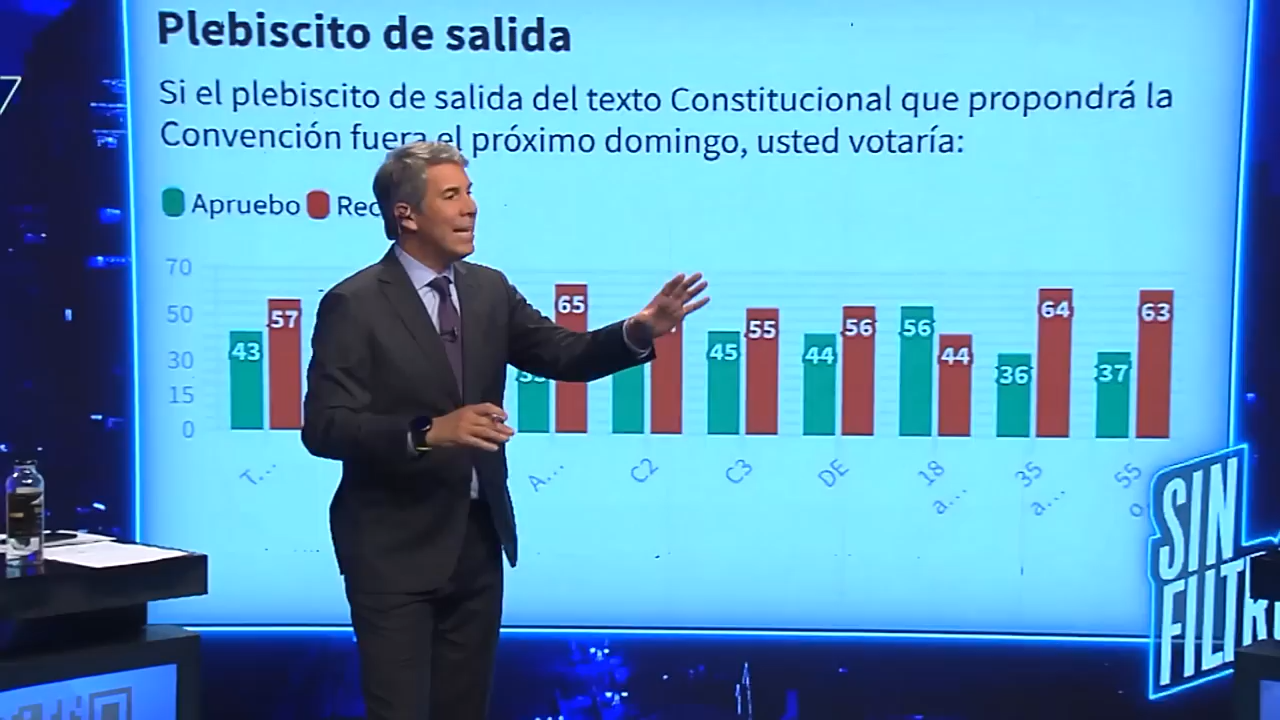 Plebiscito de salida
Si el plebiscito de salida del texto Constitucional que propondrá la
Convención fuera el próximo domingo, usted votaría:
Apruebo Rec
70
50
30
15
0
43 57 65 45 55 44 56 56 44 36 64 37 63
T... A... C2 C3 DE 18 a... 35 a... 55 o
SIN
FILTR
7